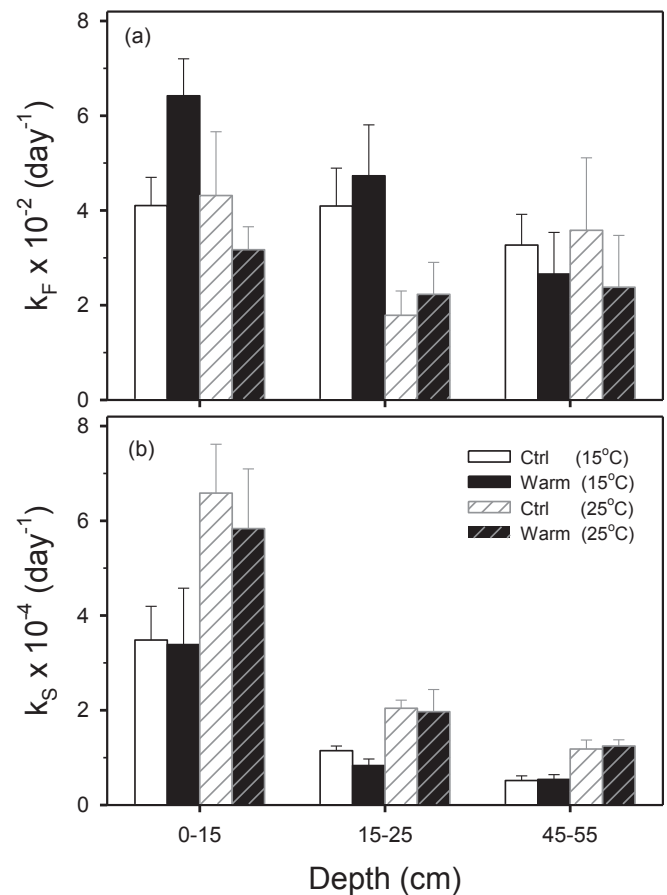 (a)
8
6
4
2
0
k_F x 10^-2 (day^-1)
(b)
8
6
4
2
0
k_S x 10^-4 (day^-1)
Ctrl (15°C)
Warm (15°C)
Ctrl (25°C)
Warm (25°C)
0-15 15-25 45-55
Depth (cm)